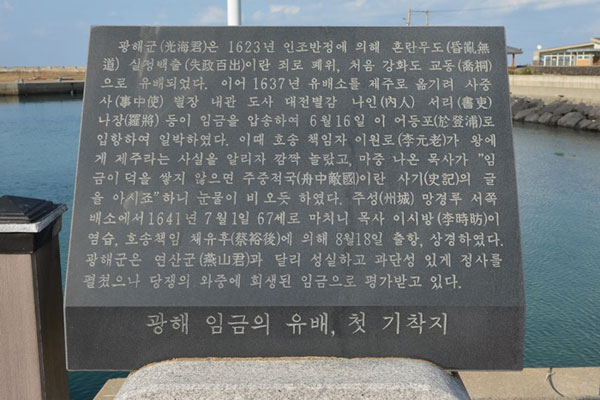 광해군(光海君)은 1623년 인조반정에 의해 혼란무도(昏亂無
道) 실정백출(失政百出)이란 죄로 폐위, 처음 강화도 교동(喬桐)
으로 유배되었다. 이어 1637년 유배소를 제주로 옮기려 사중
사(事中使) 별장 내관 도사 대전별감 나인(內人) 서리(書吏)
나장(羅將) 등이 임금을 압송하여 6월 16일 이 어등포(於登浦)로
입항하여 일박하였다. 이때 호송 책임자 이원로(李元老)가 왕에
게 제주라는 사실을 알리자 깜짝 놀랐고, 마중 나온 목사가 "임
금이 덕을 쌓지 않으면 주중적국(舟中敵國)이란 사기(史記)의 글
을 아시죠"하니 눈물이 비 오듯 하였다. 주성(州城) 망경루 서쪽
배소에서 1641년 7월 1일 67세로 마치니 목사 이시방(李時昉)이
염습, 호송책임 채유후(蔡裕後)에 의해 8월18일 출항, 상경하였다.
광해군은 연산군(燕山君)과 달리 성실하고 과단성 있게 정사를
펼쳤으나 당쟁의 와중에 희생된 임금으로 평가받고 있다.
광해 임금의 유배, 첫 기착지